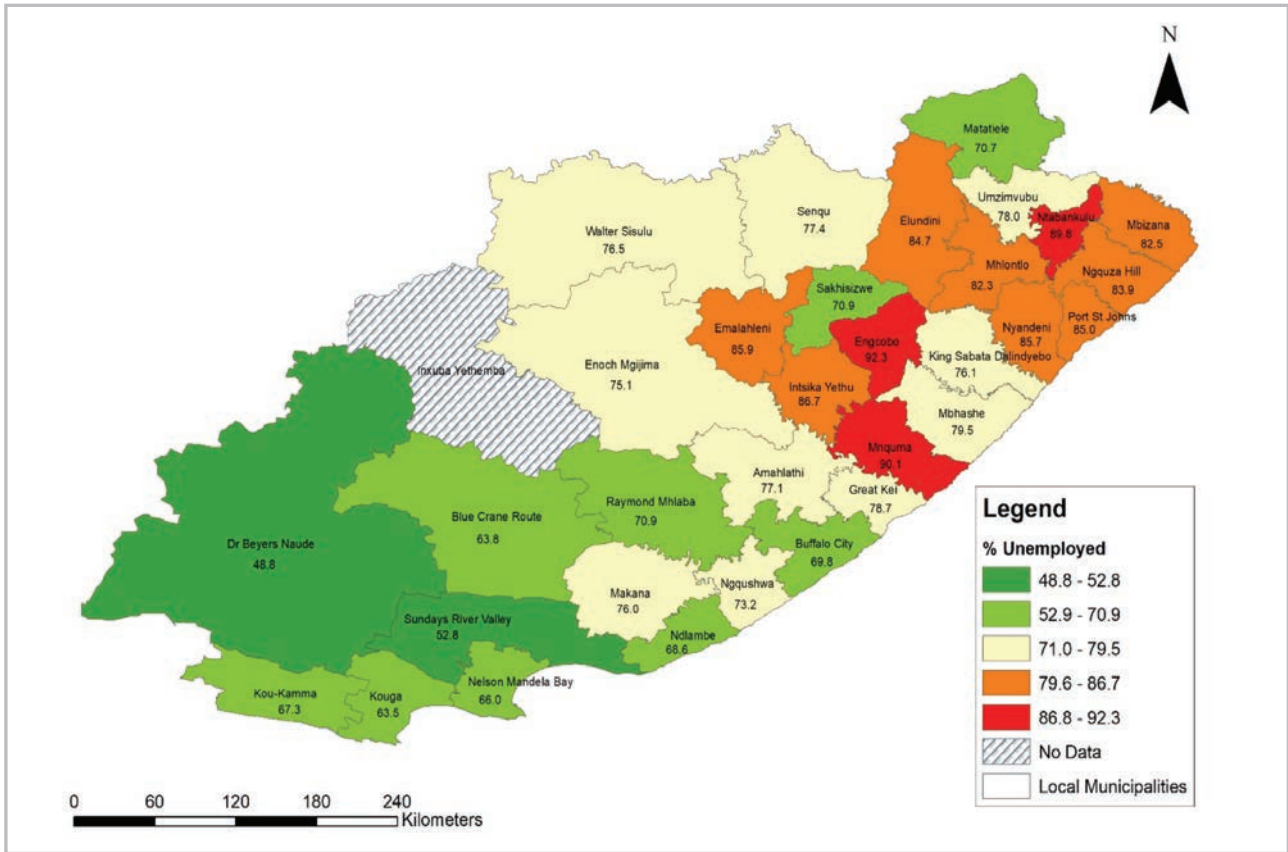 N
Matatiele
70.7
Umzimvubu
78.0
Ntabankulu
89.8
Mbizana
82.5
Senqu
77.4
Elundini
84.7
Walter Sisulu
76.5
Mhlontlo
82.3
Ngquza Hill
83.9
Sakhisizwe
70.9
Port St Johns
85.0
Nyandeni
85.7
Emalahleni
85.9
Engcobo
92.3
King Sabata Dalindyebo
76.1
Inxuba Yethemba
Enoch Mgijima
75.1
Intsika Yethu
86.7
Mbhashe
79.5
Mnquma
90.1
Amahlathi
77.1
Great Kei
78.7
Raymond Mhlaba
70.9
Blue Crane Route
63.8
Dr Beyers Naude
48.8
Buffalo City
69.8
Makana
76.0
Ngqushwa
73.2
Sundays River Valley
52.8
Ndlambe
68.6
Nelson Mandela Bay
66.0
Kou-Kamma
67.3
Kouga
63.5
Legend
% Unemployed
48.8 - 52.8
52.9 - 70.9
71.0 - 79.5
79.6 - 86.7
86.8 - 92.3
No Data
Local Municipalities
0 60 120 180 240
Kilometers